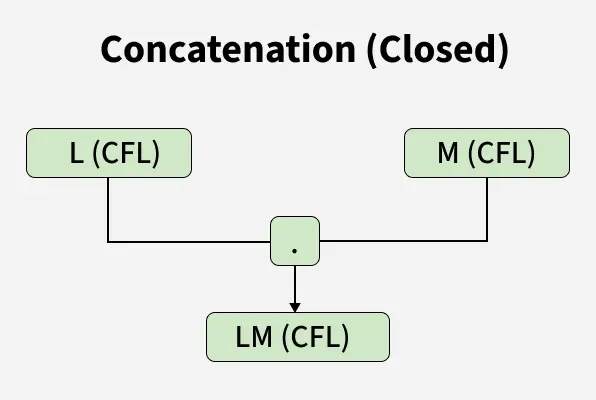 Concatenation (Closed)
L (CFL)
M (CFL)
.
LM (CFL)